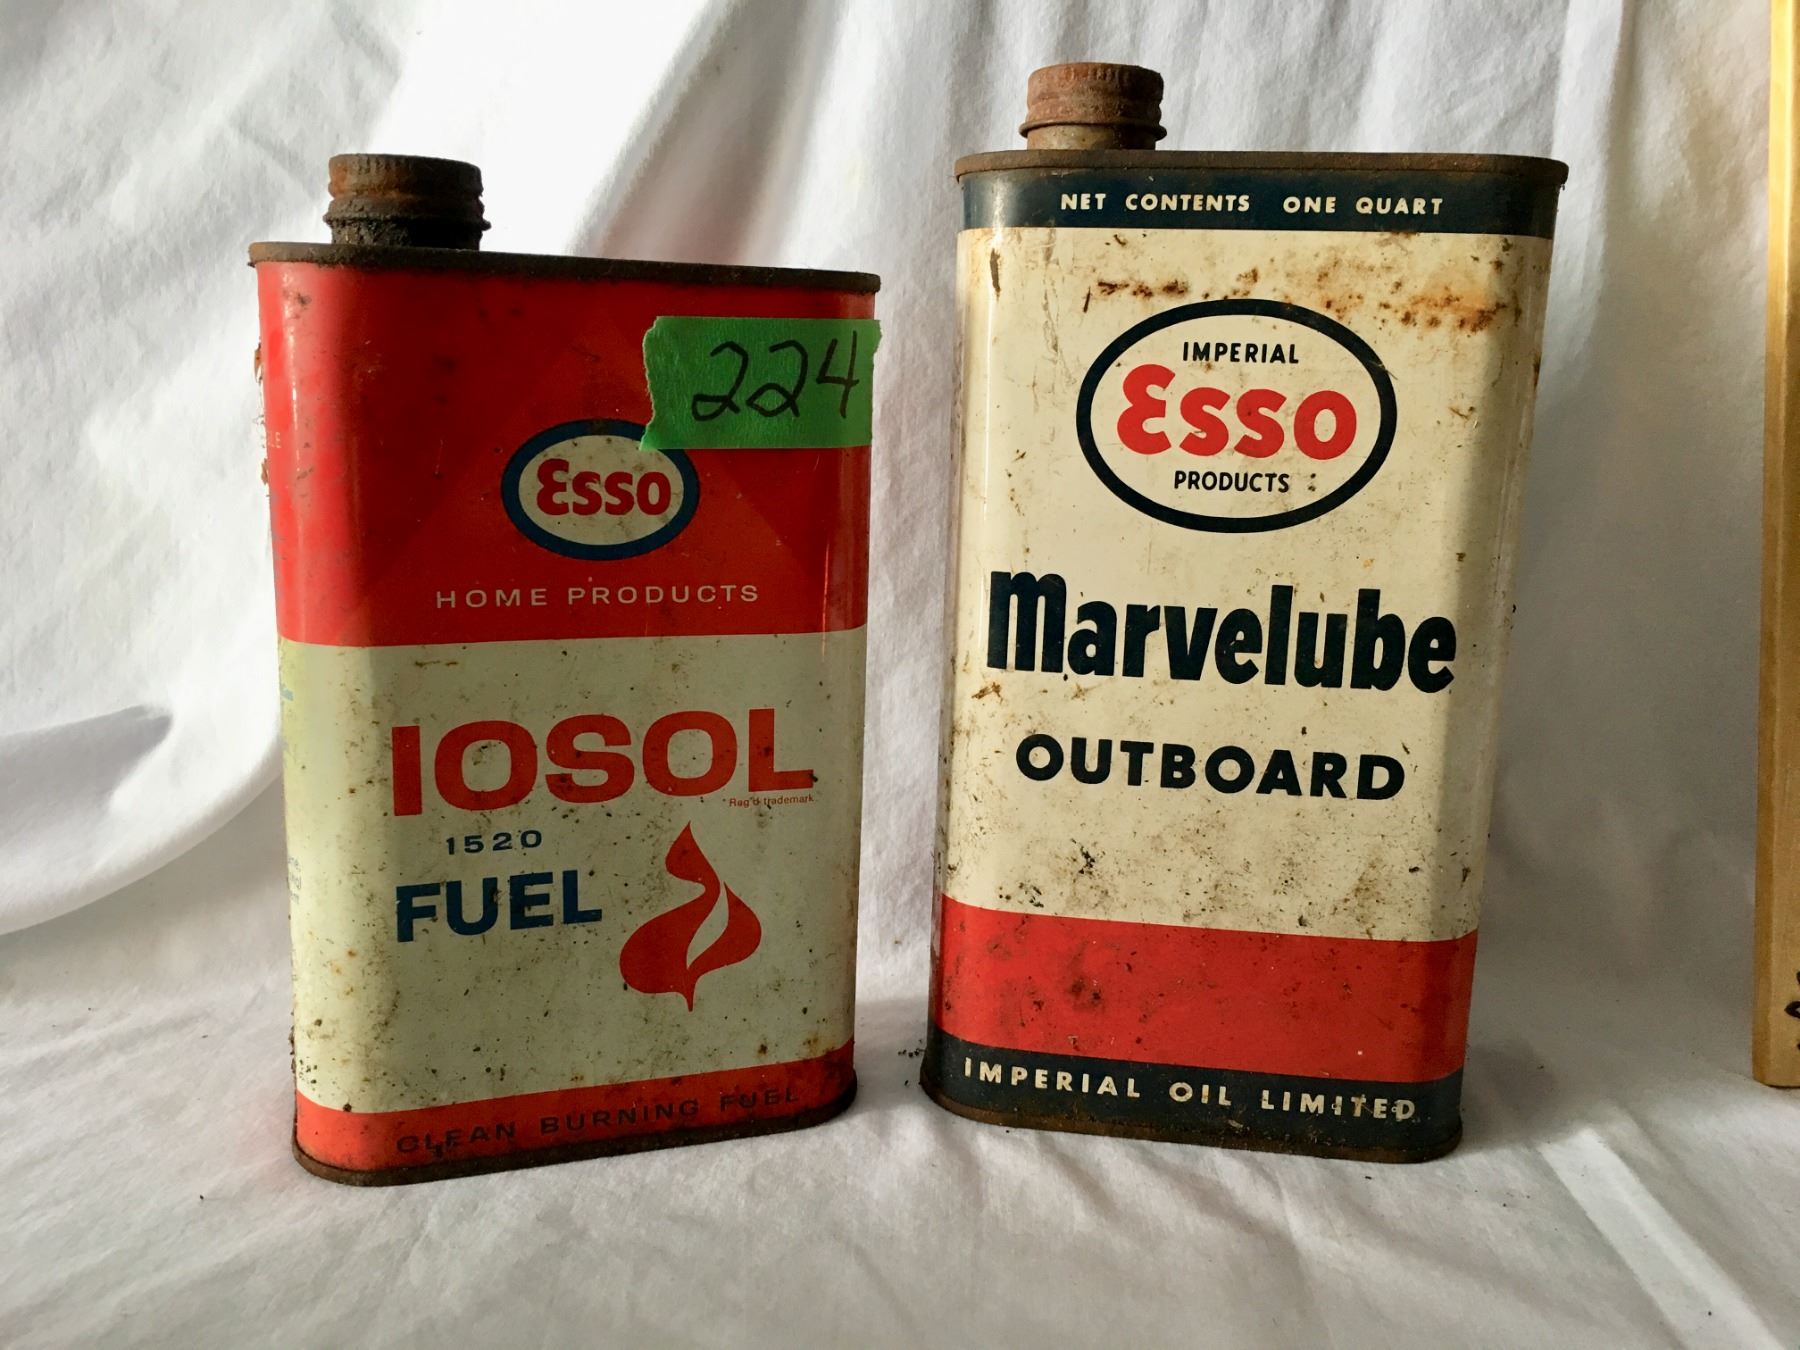 224
Esso
HOME PRODUCTS
IOSOL
Reg'd trademark
1520
FUEL
CLEAN BURNING FUEL
NET CONTENTS ONE QUART
IMPERIAL
Esso
PRODUCTS
Marvelube
OUTBOARD
IMPERIAL OIL LIMITED